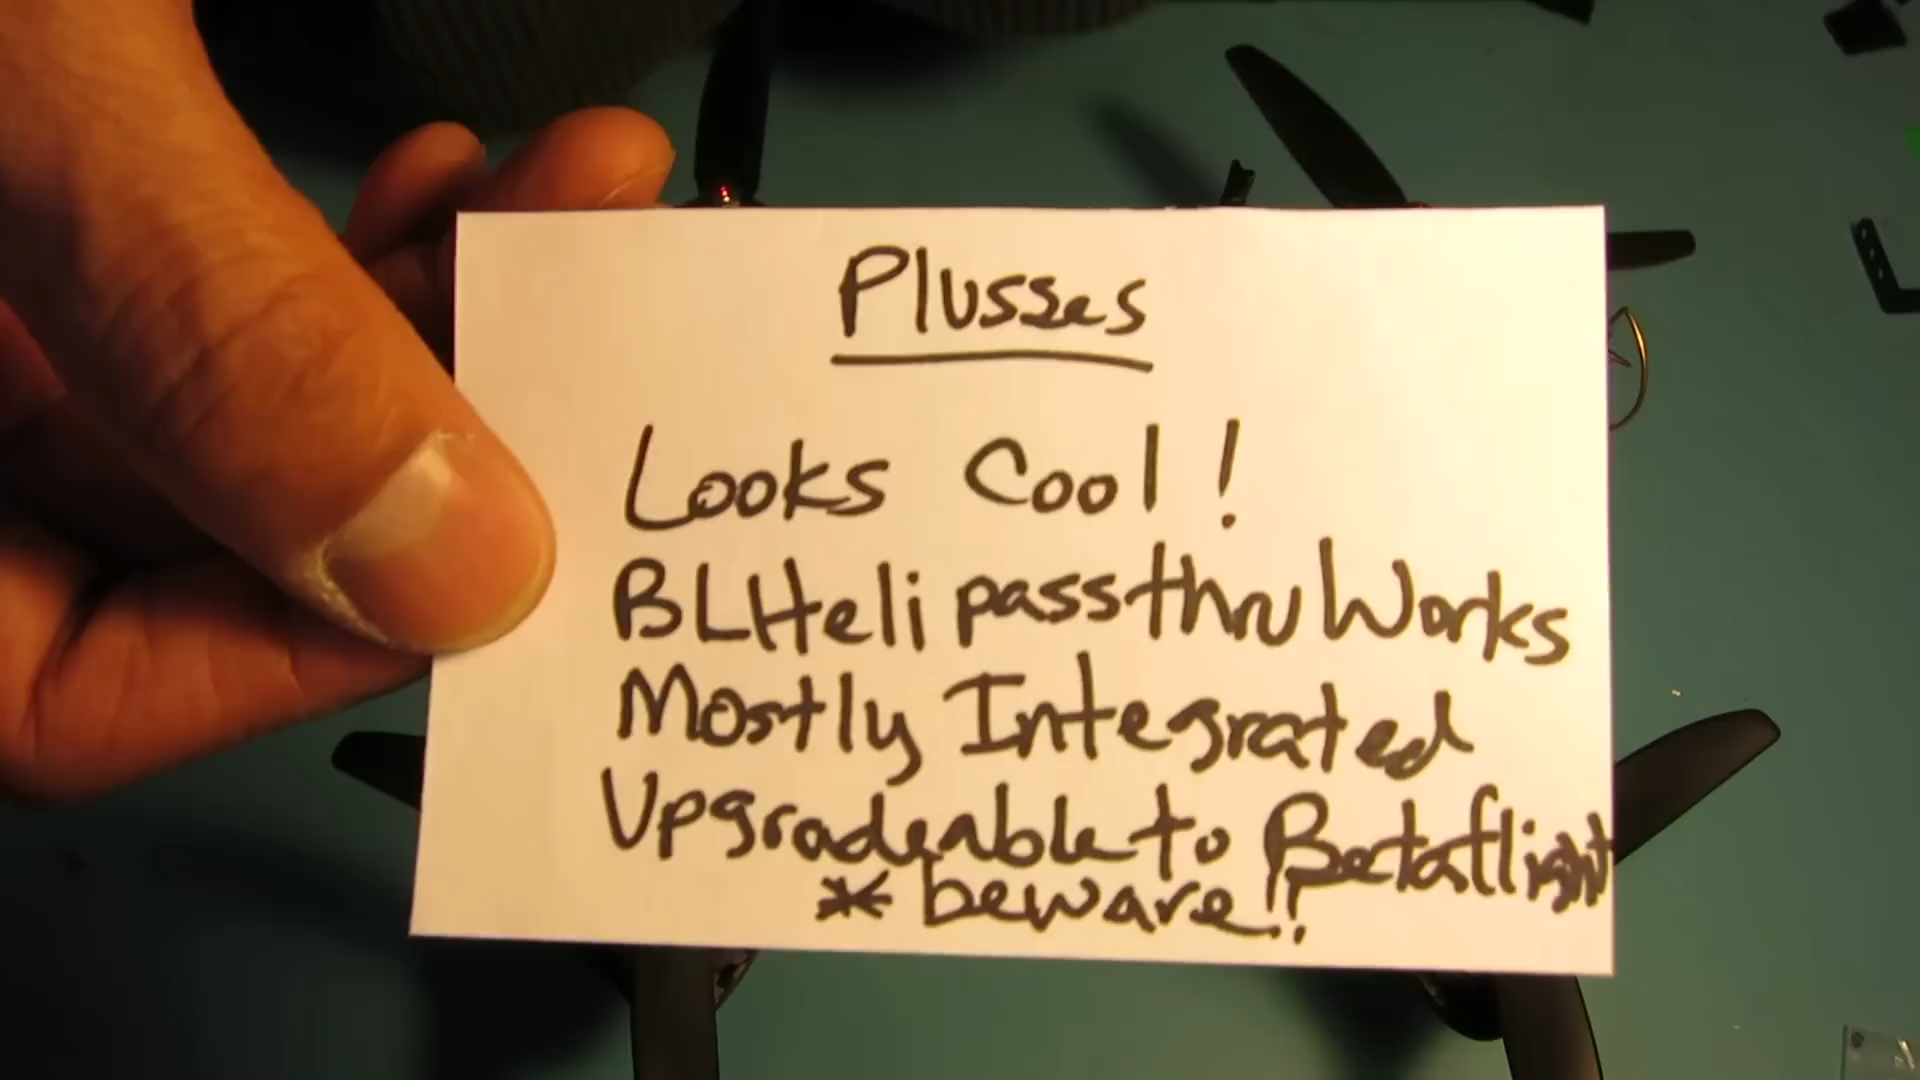 Plusses
Looks Cool!
BLHeli passthru Works
Mostly Integrated
Upgradeable to Betaflight
* beware!!